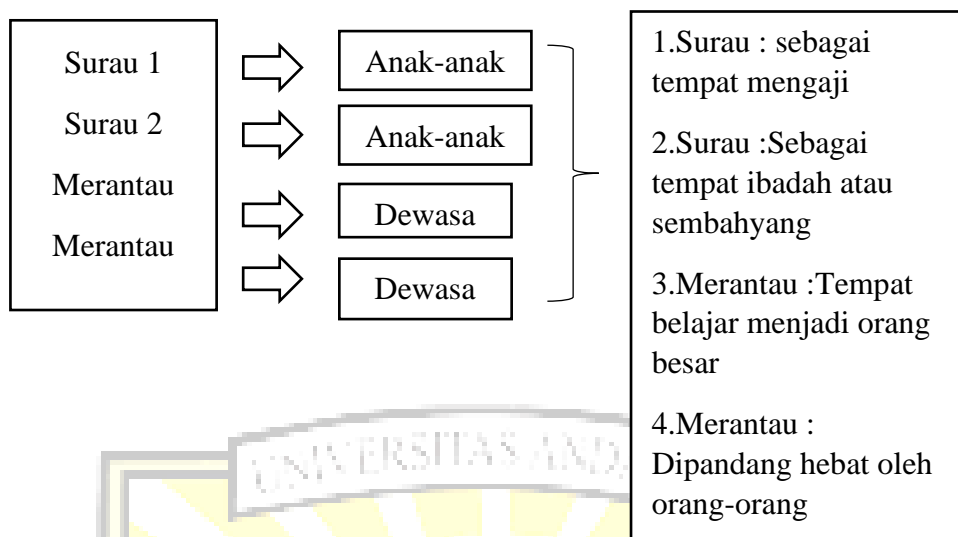 Surau 1
Surau 2
Merantau
Merantau
Anak-anak
Anak-anak
Dewasa
Dewasa
1.Surau : sebagai
tempat mengaji
2.Surau :Sebagai
tempat ibadah atau
sembahyang
3.Merantau :Tempat
belajar menjadi orang
besar
4.Merantau :
Dipandang hebat oleh
orang-orang
UNIVERSITAS